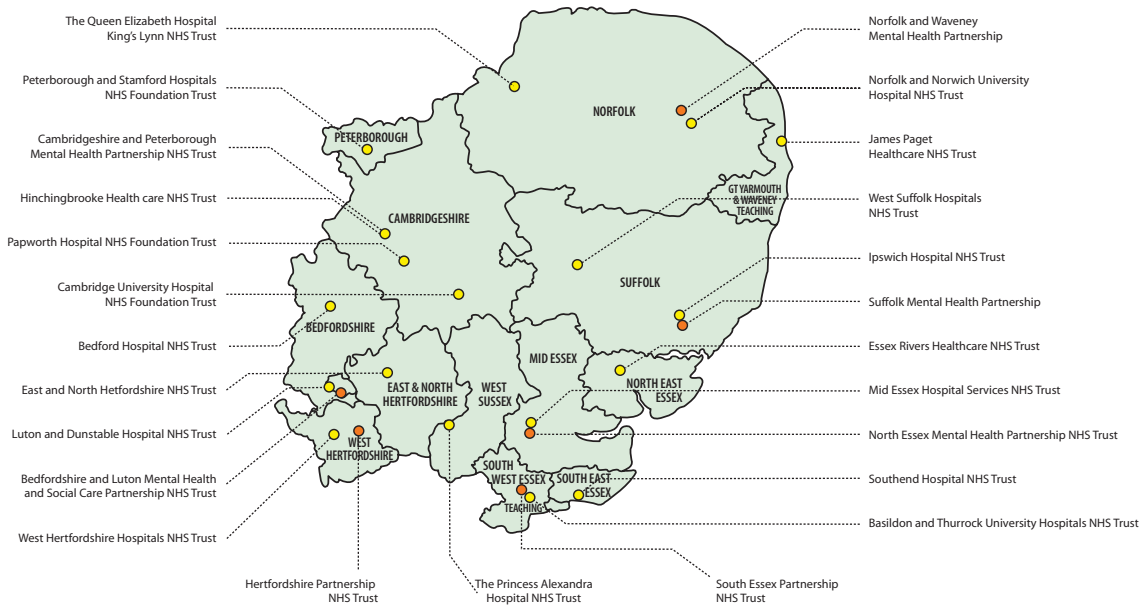 The Queen Elizabeth Hospital
King's Lynn NHS Trust
Peterborough and Stamford Hospitals
NHS Foundation Trust
Cambridgeshire and Peterborough
Mental Health Partnership NHS Trust
Hinchingbrooke Health care NHS Trust
Papworth Hospital NHS Foundation Trust
Cambridge University Hospital
NHS Foundation Trust
Bedford Hospital NHS Trust
East and North Hetfordshire NHS Trust
Luton and Dunstable Hospital NHS Trust
Bedfordshire and Luton Mental Health
and Social Care Partnership NHS Trust
West Hertfordshire Hospitals NHS Trust
Hertfordshire Partnership
NHS Trust
The Princess Alexandra
Hospital NHS Trust
South Essex Partnership
NHS Trust
NORFOLK
PETERBOROUGH
CAMBRIDGESHIRE
GT YARMOUTH
& WAVENEY
TEACHING
SUFFOLK
BEDFORDSHIRE
MID ESSEX
EAST & NORTH
HERTFORDSHIRE
WEST
SUSSEX
NORTH EAST
ESSEX
WEST
HERTFORDSHIRE
SOUTH
WEST ESSEX
TEACHING
SOUTH EAST
ESSEX
Norfolk and Waveney
Mental Health Partnership
Norfolk and Norwich University
Hospital NHS Trust
James Paget
Healthcare NHS Trust
West Suffolk Hospitals
NHS Trust
Ipswich Hospital NHS Trust
Suffolk Mental Health Partnership
Essex Rivers Healthcare NHS Trust
Mid Essex Hospital Services NHS Trust
North Essex Mental Health Partnership NHS Trust
Southend Hospital NHS Trust
Basildon and Thurrock University Hospitals NHS Trust